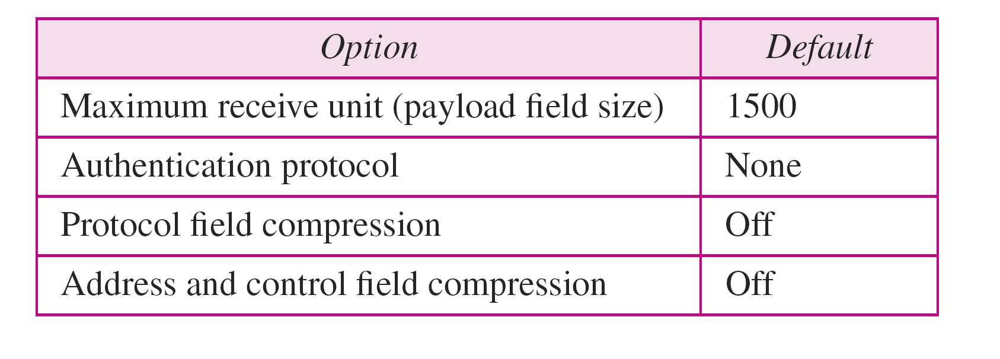 Option Default
Maximum receive unit (payload field size) 1500
Authentication protocol None
Protocol field compression Off
Address and control field compression Off